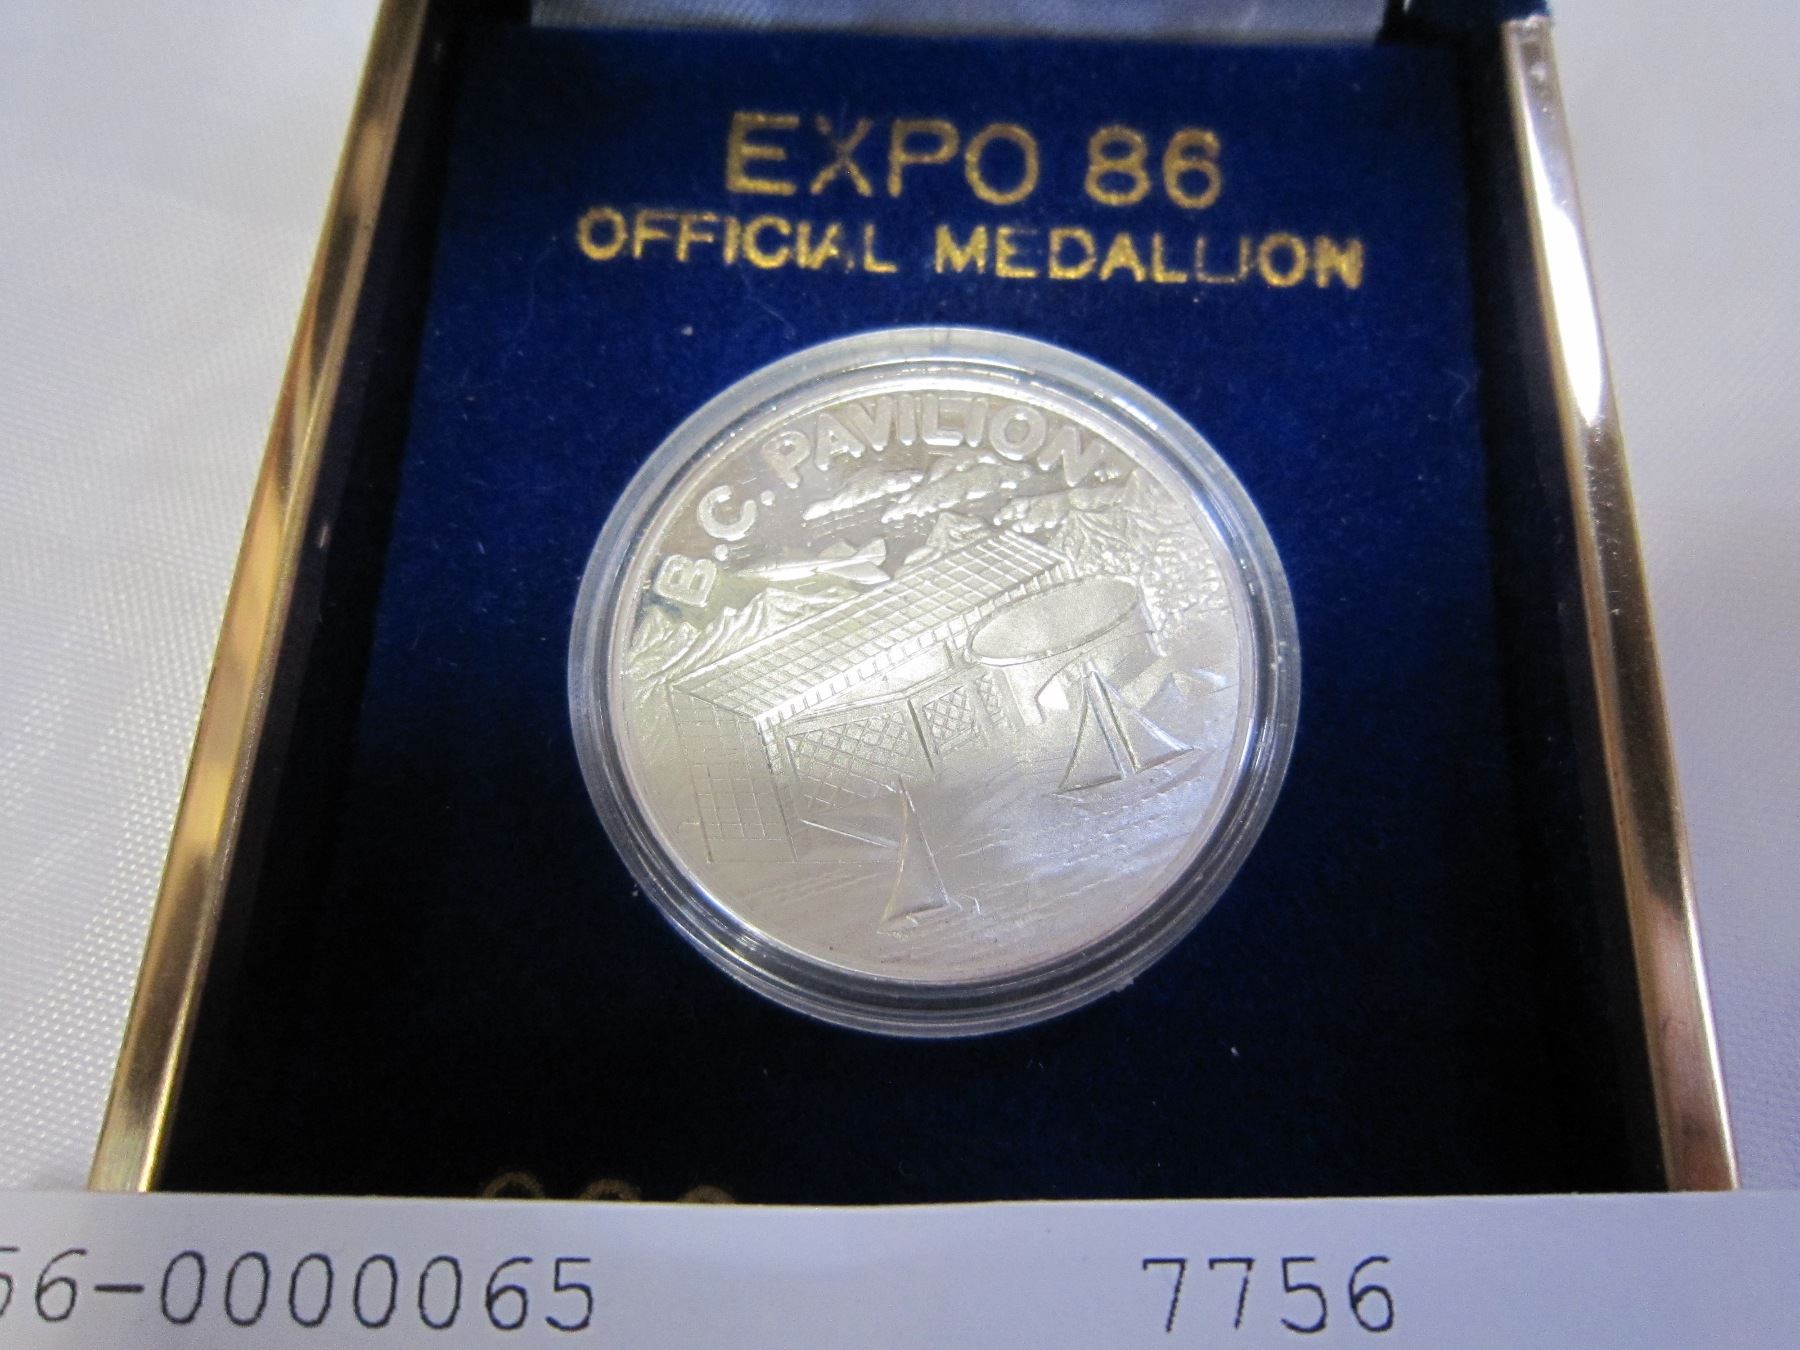 EXPO 86
OFFICIAL MEDALLION
B.C. PAVILION
56-0000065 7756